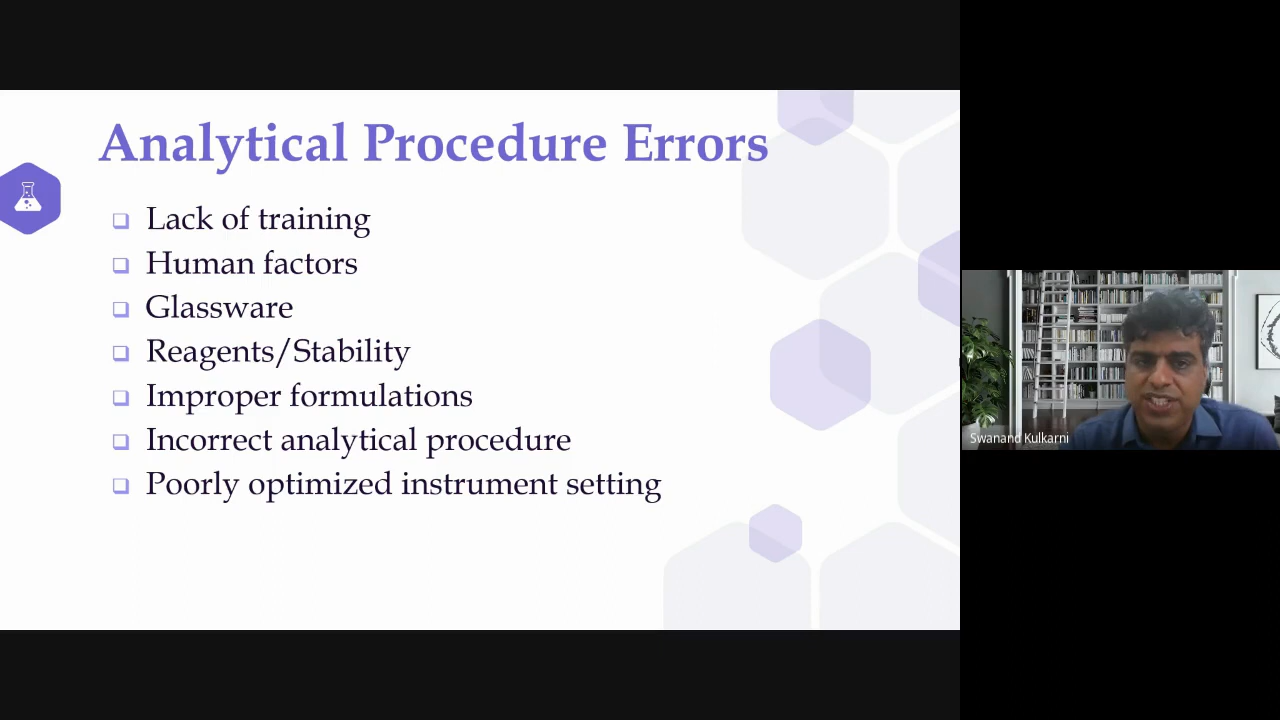 Analytical Procedure Errors
Lack of training
Human factors
Glassware
Reagents/Stability
Improper formulations
Incorrect analytical procedure
Poorly optimized instrument setting
Swanand Kulkarni